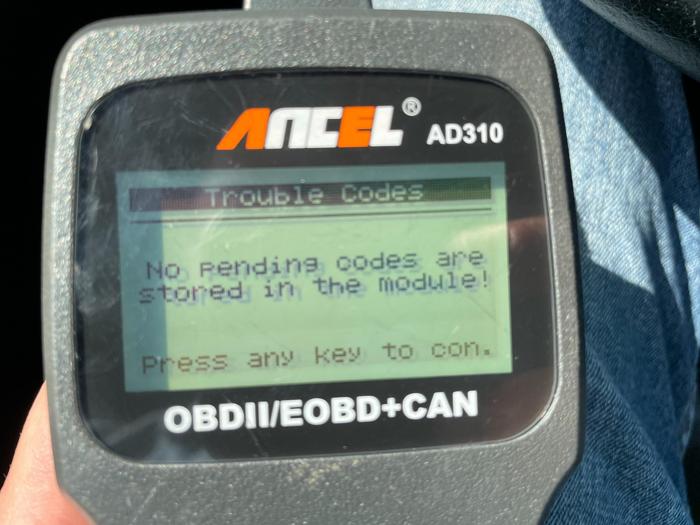 ANCEL® AD310
Trouble Codes
No Pending codes are
stored in the module!
Press any key to con.
OBDII/EOBD+CAN